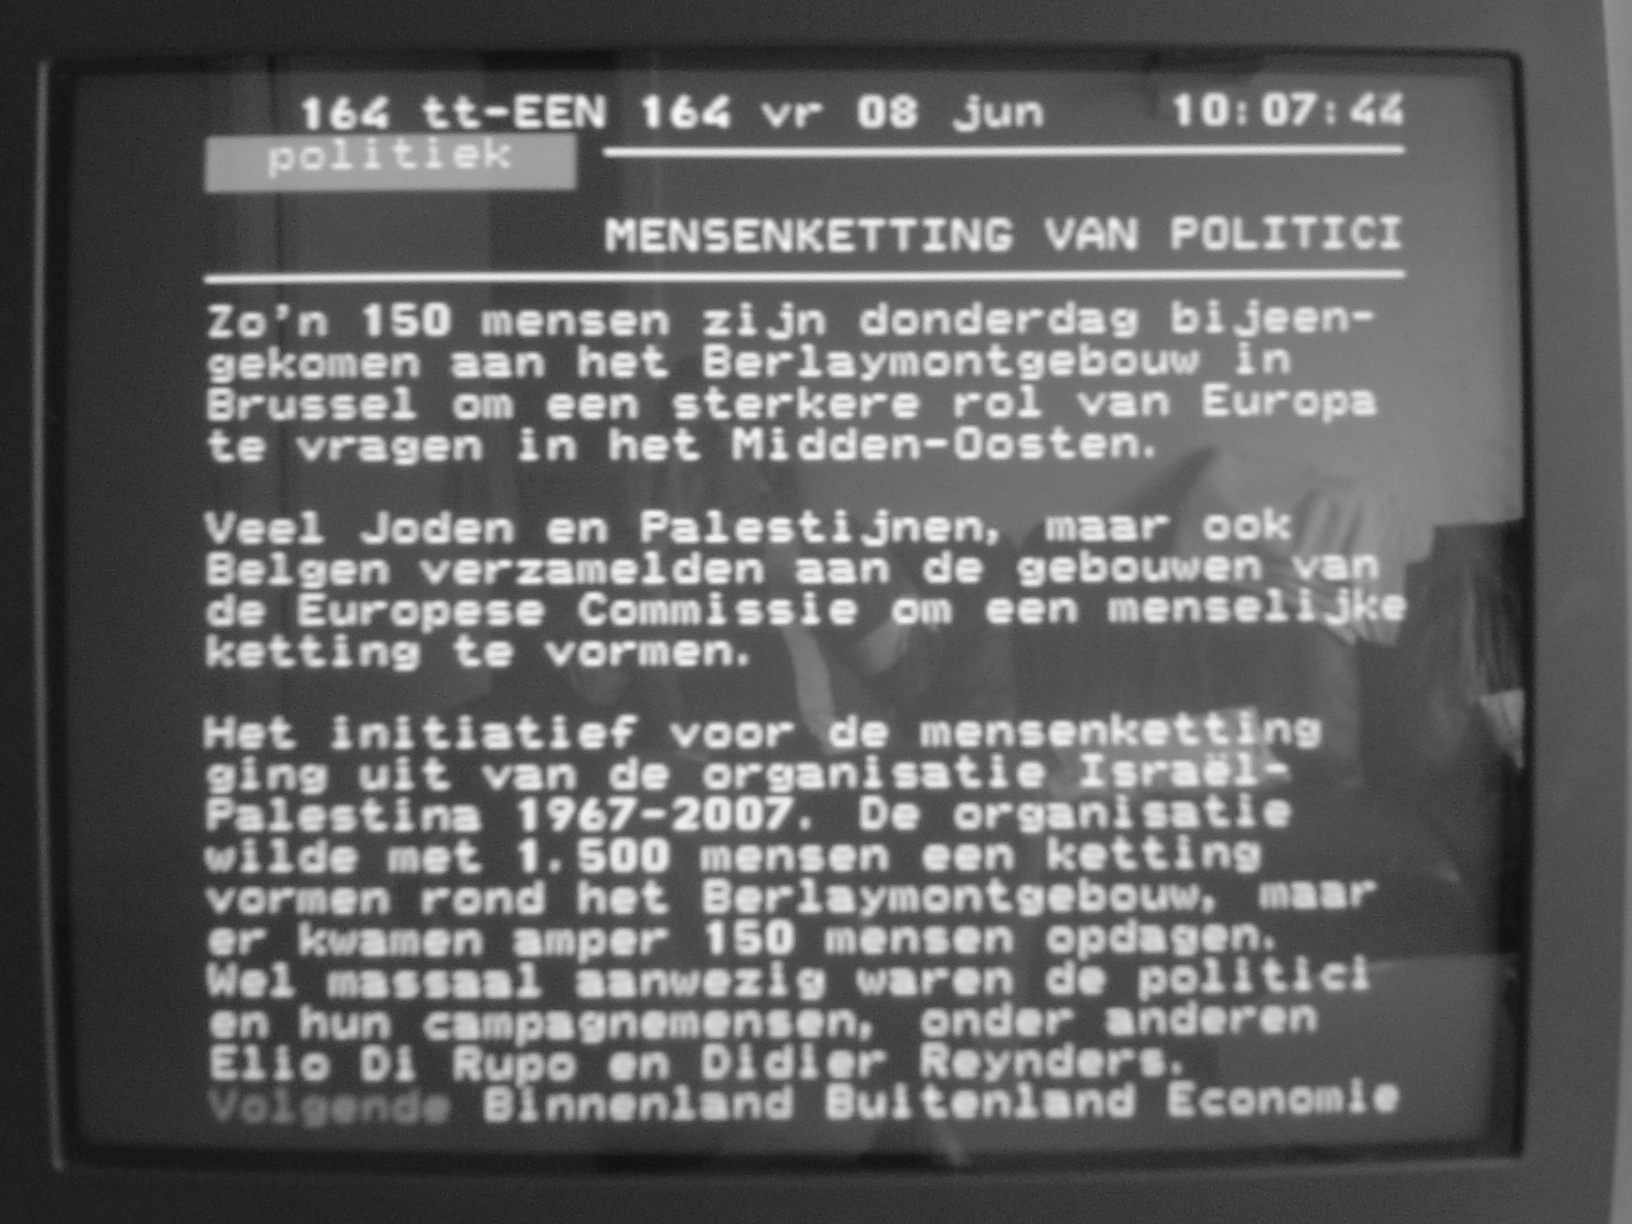 164 tt-EEN 164 vr 08 jun 10:07:44
politiek
MENSENKETTING VAN POLITICI
Zo'n 150 mensen zijn donderdag bijeen-
gekomen aan het Berlaymontgebouw in
Brussel om een sterkere rol van Europa
te vragen in het Midden-Oosten.
Veel Joden en Palestijnen, maar ook
Belgen verzamelden aan de gebouwen van
de Europese Commissie om een menselijke
ketting te vormen.
Het initiatief voor de mensenketting
ging uit van de organisatie Israël-
Palestina 1967-2007. De organisatie
wilde met 1.500 mensen een ketting
vormen rond het Berlaymontgebouw, maar
er kwamen amper 150 mensen opdagen.
Wel massaal aanwezig waren de politici
en hun campagnemensen, onder anderen
Elio Di Rupo en Didier Reynders.
Volgende Binnenland Buitenland Economie